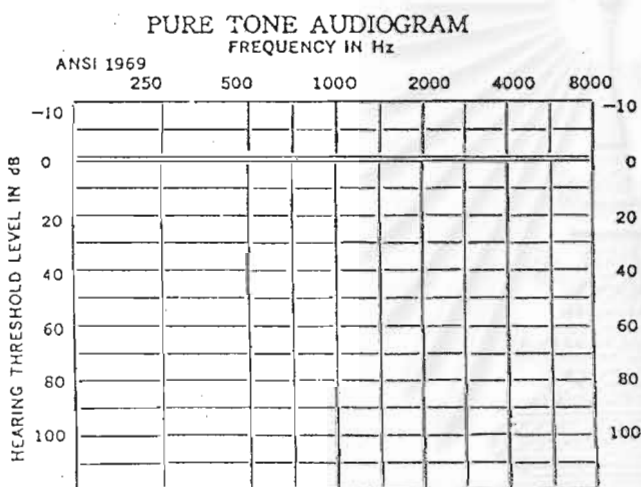 PURE TONE AUDIOGRAM
FREQUENCY IN Hz
ANSI 1969
250 500 1000 2000 4000 8000
-10 -10
0 0
20 20
40 40
60 60
80 80
100 100
HEARING THRESHOLD LEVEL IN dB